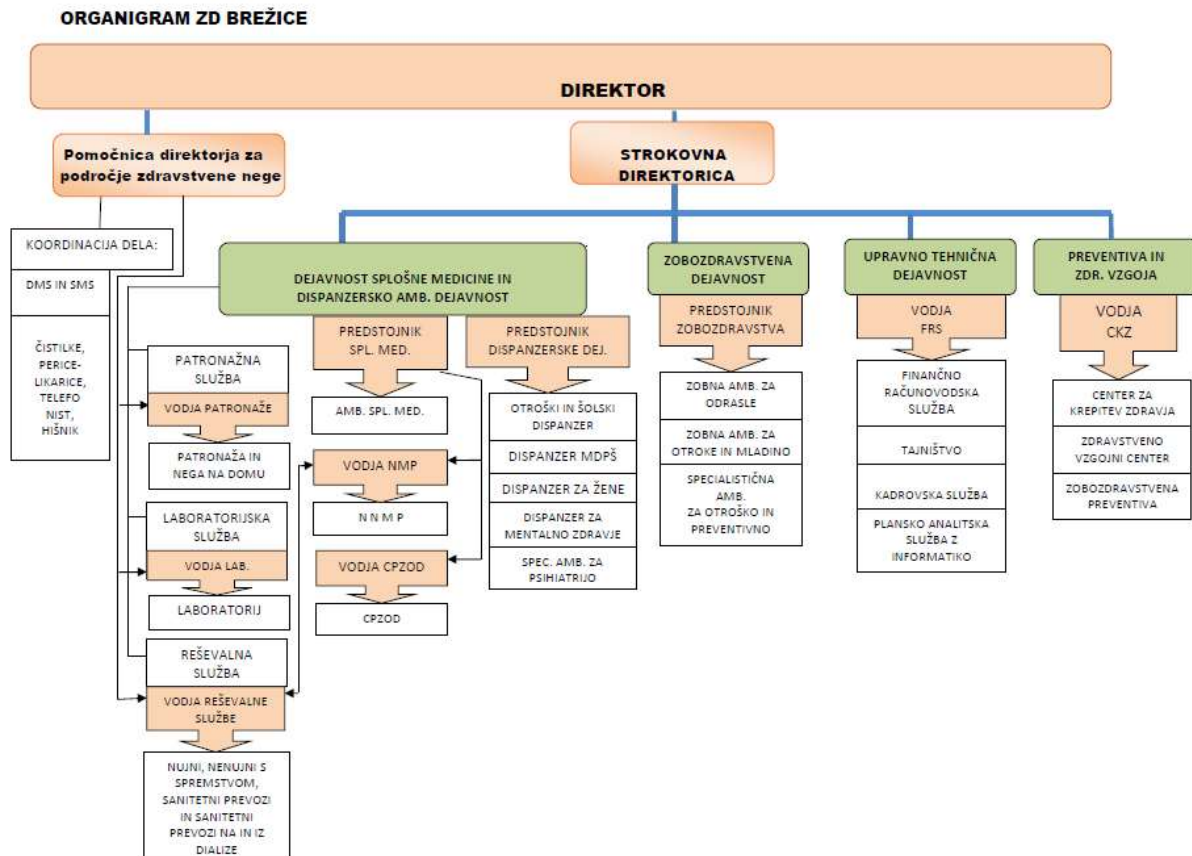 ORGANIGRAM ZD BREŽICE
DIREKTOR
Pomočnica direktorja za
področje zdravstvene nege
STROKOVNA
DIREKTORICA
KOORDINACIJA DELA:
DMS IN SMS
ČISTILKE,
PERICE-
LIKARICE,
TELEFO
NIST,
HIŠNIK
DEJAVNOST SPLOŠNE MEDICINE IN
DISPANZERSKO AMB. DEJAVNOST
PATRONAŽNA
SLUŽBA
VODJA PATRONAŽE
PATRONAŽA IN
NEGA NA DOMU
LABORATORIJSKA
SLUŽBA
VODJA LAB.
LABORATORIJ
REŠEVALNA
SLUŽBA
VODJA REŠEVALNE
SLUŽBE
NUJNI, NENUJNI S
SPREMSTVOM,
SANITETNI PREVOZI
IN SANITETNI
PREVOZI NA IN IZ
DIALIZE
PREDSTOJNIK
SPL. MED.
AMB. SPL. MED.
VODJA NMP
N N M P
VODJA CPZOD
CPZOD
PREDSTOJNIK
DISPANZERSKE DEJ.
OTROŠKI IN ŠOLSKI
DISPANZER
DISPANZER MDPŠ
DISPANZER ZA ŽENE
DISPANZER ZA
MENTALNO ZDRAVJE
SPEC. AMB. ZA
PSIHIATRIJO
ZOBOZDRAVSTVENA
DEJAVNOST
PREDSTOJNIK
ZOBOZDRAVSTVA
ZOBNA AMB. ZA
ODRASLE
ZOBNA AMB. ZA
OTROKE IN MLADINO
SPECIALISTIČNA
AMB.
ZA OTROŠKO IN
PREVENTIVNO
UPRAVNO TEHNIČNA
DEJAVNOST
VODJA
FRS
FINANČNO
RAČUNOVODSKA
SLUŽBA
TAJNIŠTVO
KADROVSKA SLUŽBA
PLANSKO ANALITSKA
SLUŽBA Z
INFORMATIKO
PREVENTIVA IN
ZDR. VZGOJA
VODJA
CKZ
CENTER ZA
KREPITEV ZDRAVJA
ZDRAVSTVENO
VZGOJNI CENTER
ZOBOZDRAVSTVENA
PREVENTIVA